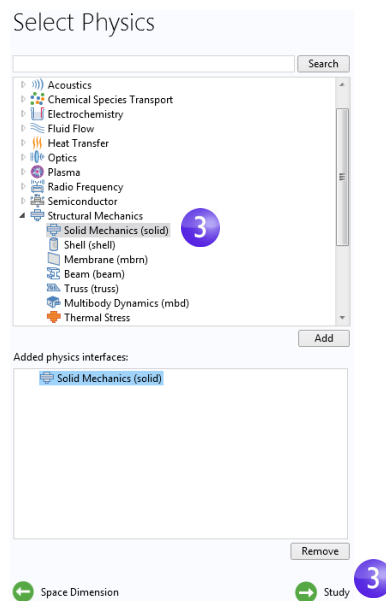 Select Physics
Search
Acoustics
Chemical Species Transport
Electrochemistry
Fluid Flow
Heat Transfer
Optics
Plasma
Radio Frequency
Semiconductor
Structural Mechanics
Solid Mechanics (solid) 3
Shell (shell)
Membrane (mbrn)
Beam (beam)
Truss (truss)
Multibody Dynamics (mbd)
Thermal Stress
Add
Added physics interfaces:
Solid Mechanics (solid)
Remove
Space Dimension Study 3